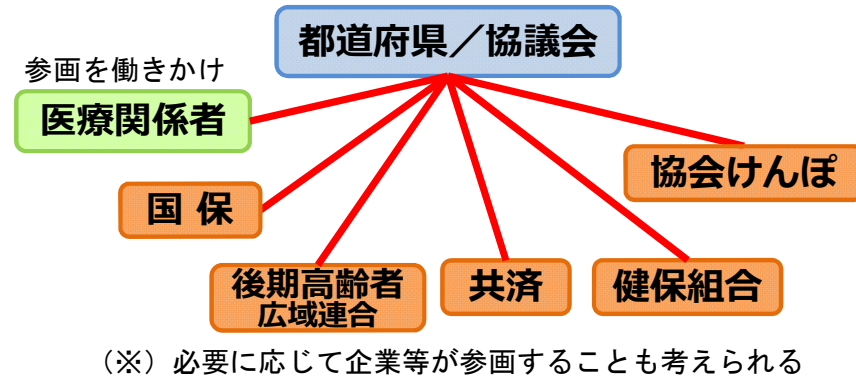 都道府県／協議会
参画を働きかけ
医療関係者
協会けんぽ
国 保
後期高齢者
広域連合
共済
健保組合
（※）必要に応じて企業等が参画することも考えられる